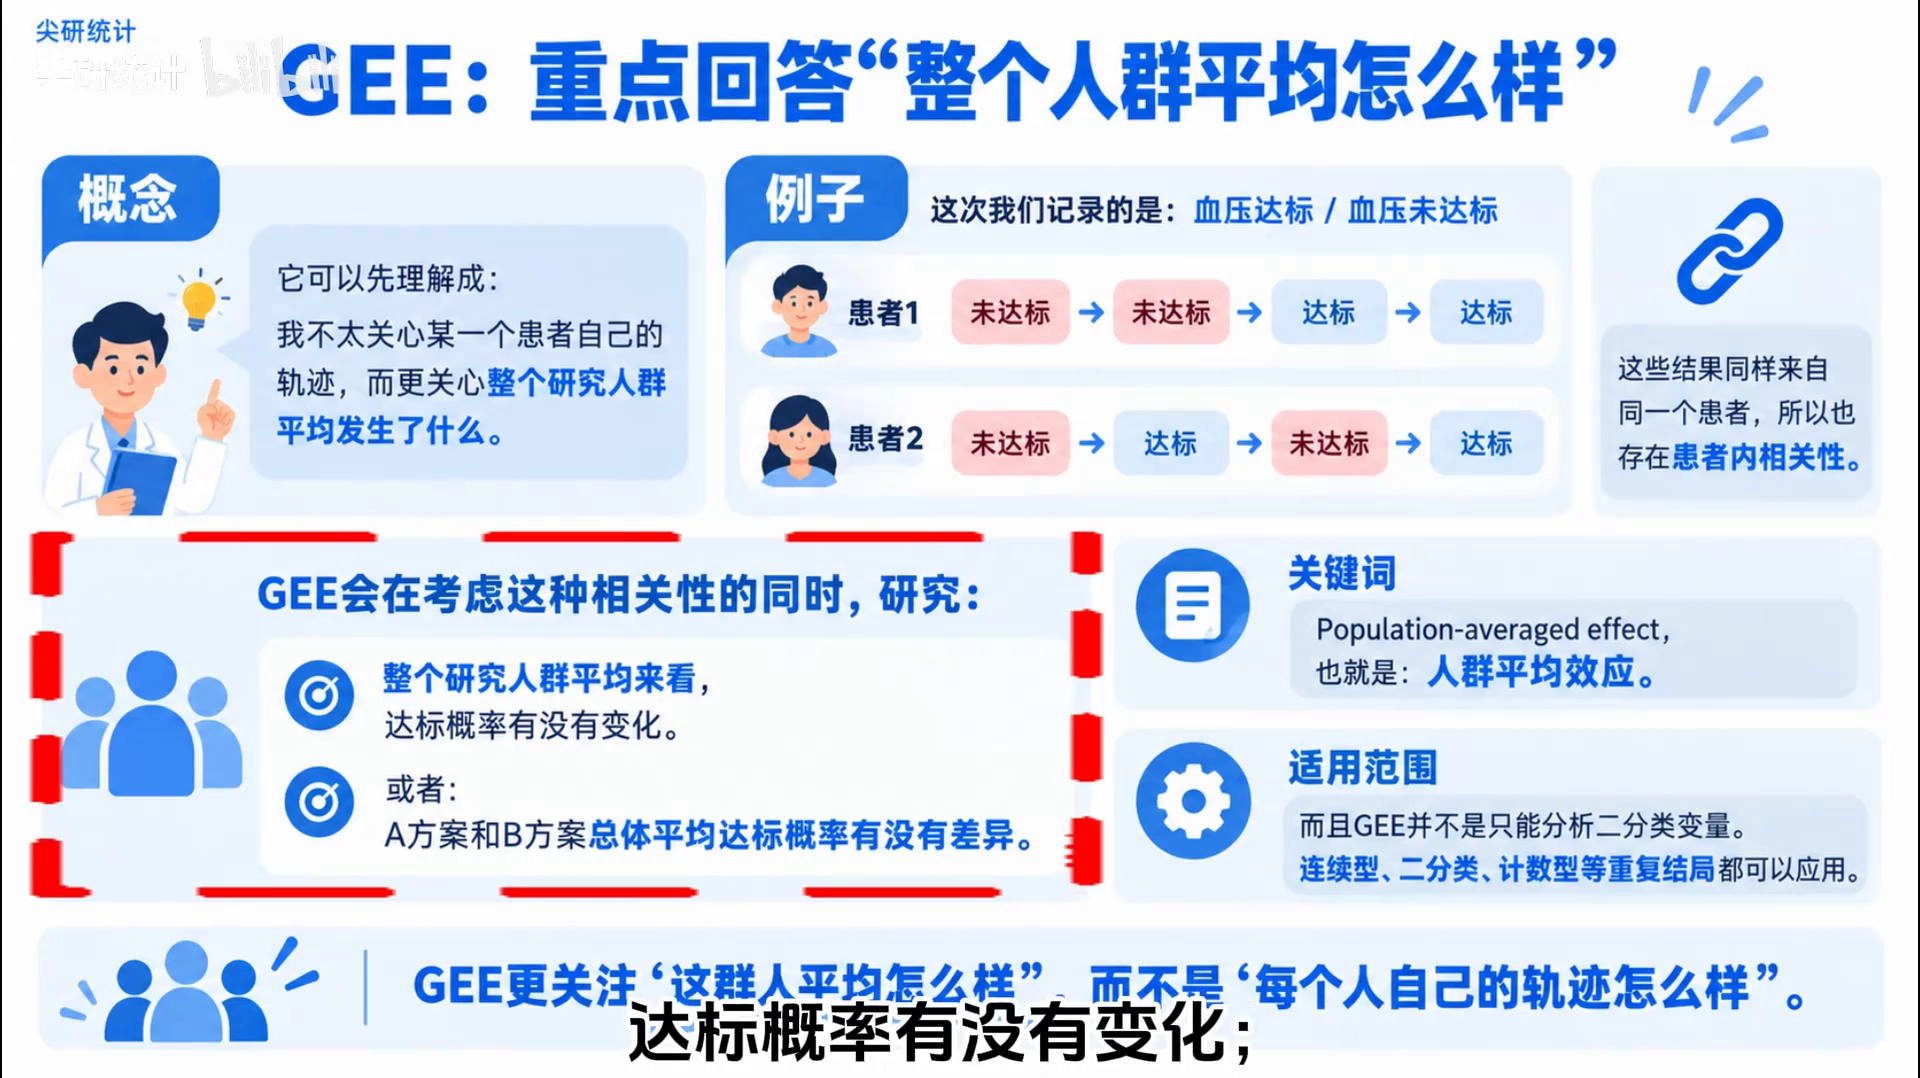 尖研统计
尖研统计 bilibili
GEE：重点回答“整个人群平均怎么样”
概念
它可以先理解成：
我不太关心某一个患者自己的
轨迹，而更关心整个研究人群
平均发生了什么。
例子
这次我们记录的是：血压达标 / 血压未达标
患者1 未达标 → 未达标 → 达标 → 达标
患者2 未达标 → 达标 → 未达标 → 达标
这些结果同样来自
同一个患者，所以也
存在患者内相关性。
GEE会在考虑这种相关性的同时，研究：
整个研究人群平均来看，
达标概率有没有变化。
或者：
A方案和B方案总体平均达标概率有没有差异。
关键词
Population-averaged effect，
也就是：人群平均效应。
适用范围
而且GEE并不是只能分析二分类变量。
连续型、二分类、计数型等重复结局都可以应用。
GEE更关注‘这群人平均怎么样”，而不是‘每个人自己的轨迹怎么样”。
达标概率有没有变化；